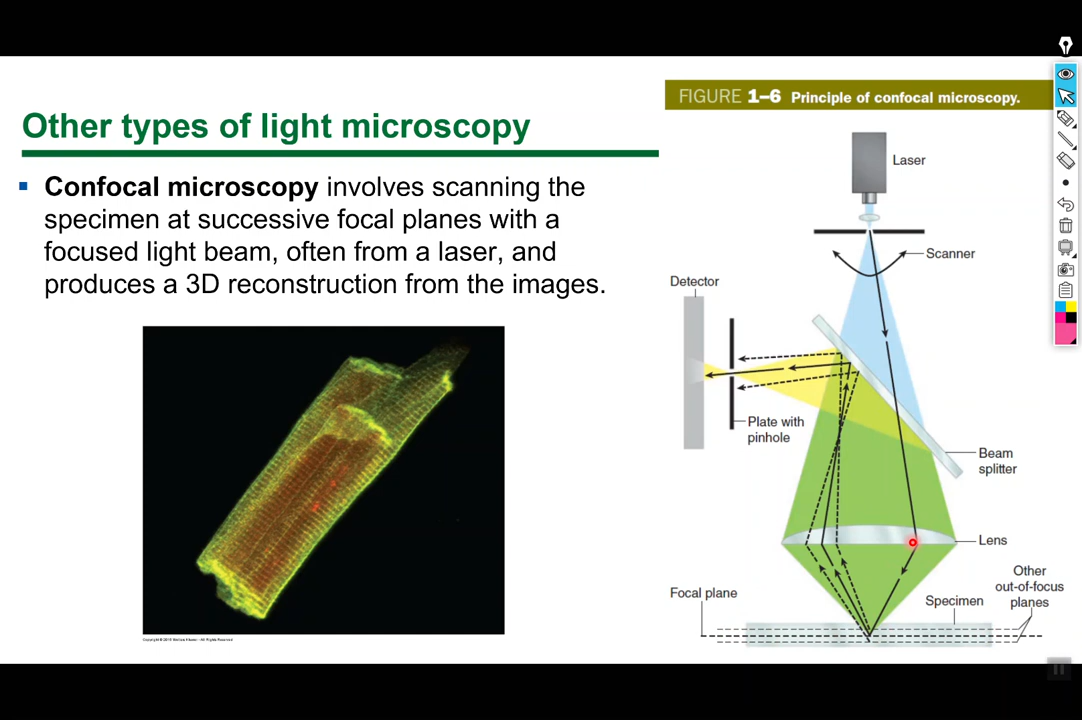 FIGURE 1–6 Principle of confocal microscopy.
Other types of light microscopy
Confocal microscopy involves scanning the
specimen at successive focal planes with a
focused light beam, often from a laser, and
produces a 3D reconstruction from the images.
Laser
Scanner
Detector
Plate with
pinhole
Beam
splitter
Lens
Other
out-of-focus
planes
Focal plane
Specimen